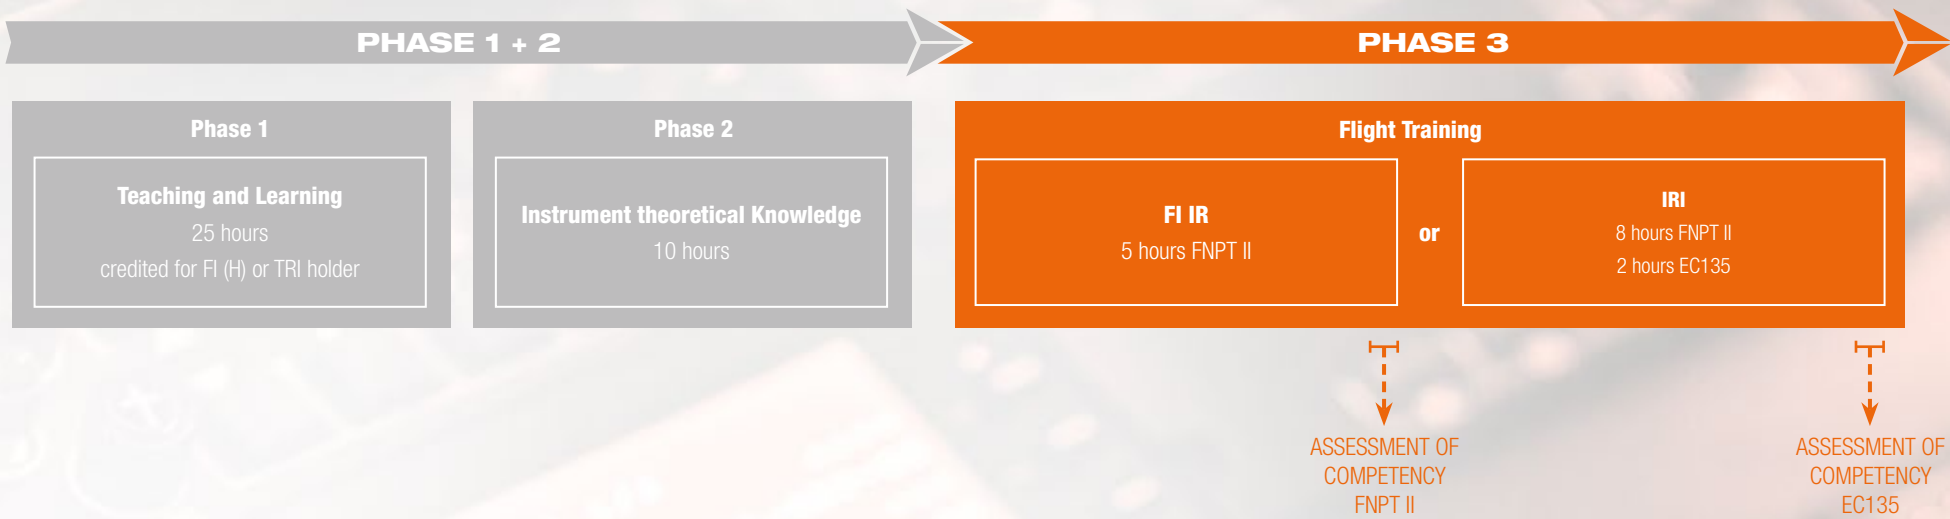 PHASE 1 + 2
PHASE 3
Phase 1
Teaching and Learning
25 hours
credited for FI (H) or TRI holder
Phase 2
Instrument theoretical Knowledge
10 hours
Flight Training
FI IR
5 hours FNPT II
or
IRI
8 hours FNPT II
2 hours EC135
ASSESSMENT OF
COMPETENCY
FNPT II
ASSESSMENT OF
COMPETENCY
EC135